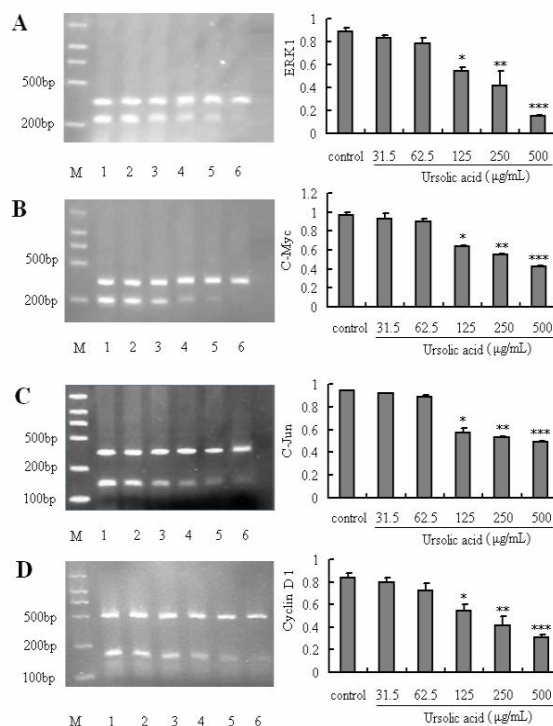 A
500bp
200bp
M 1 2 3 4 5 6
ERK1
1
0.8
0.6
0.4
0.2
0
* ** ***
control 31.5 62.5 125 250 500
Ursolic acid (μg/mL)
B
500bp
200bp
M 1 2 3 4 5 6
C-Myc
1.2
1
0.8
0.6
0.4
0.2
0
* ** ***
control 31.5 62.5 125 250 500
Ursolic acid (μg/mL)
C
500bp
200bp
100bp
M 1 2 3 4 5 6
C-Jun
1
0.8
0.6
0.4
0.2
0
* ** ***
control 31.5 62.5 125 250 500
Ursolic acid (μg/mL)
D
500bp
200bp
100bp
M 1 2 3 4 5 6
Cyclin D1
1
0.8
0.6
0.4
0.2
0
* ** ***
control 31.5 62.5 125 250 500
Ursolic acid (μg/mL)